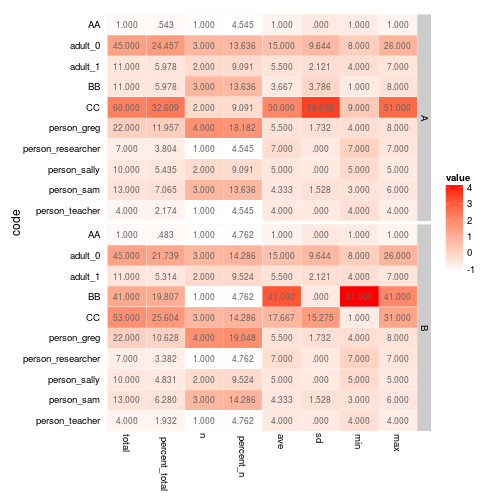 AA 1.000 .543 1.000 4.545 1.000 .000 1.000 1.000
adult_0 45.000 24.457 3.000 13.636 15.000 9.644 8.000 26.000
adult_1 11.000 5.978 2.000 9.091 5.500 2.121 4.000 7.000
BB 11.000 5.978 3.000 13.636 3.667 3.786 1.000 8.000
CC 60.000 32.609 2.000 9.091 30.000 29.698 9.000 51.000
person_greg 22.000 11.957 4.000 18.182 5.500 1.732 4.000 8.000
person_researcher 7.000 3.804 1.000 4.545 7.000 .000 7.000 7.000
person_sally 10.000 5.435 2.000 9.091 5.000 .000 5.000 5.000
person_sam 13.000 7.065 3.000 13.636 4.333 1.528 3.000 6.000
person_teacher 4.000 2.174 1.000 4.545 4.000 .000 4.000 4.000
A
AA 1.000 .483 1.000 4.762 1.000 .000 1.000 1.000
adult_0 45.000 21.739 3.000 14.286 15.000 9.644 8.000 26.000
adult_1 11.000 5.314 2.000 9.524 5.500 2.121 4.000 7.000
BB 41.000 19.807 1.000 4.762 41.000 .000 41.000 41.000
CC 53.000 25.604 3.000 14.286 17.667 15.275 1.000 31.000
person_greg 22.000 10.628 4.000 19.048 5.500 1.732 4.000 8.000
person_researcher 7.000 3.382 1.000 4.762 7.000 .000 7.000 7.000
person_sally 10.000 4.831 2.000 9.524 5.000 .000 5.000 5.000
person_sam 13.000 6.280 3.000 14.286 4.333 1.528 3.000 6.000
person_teacher 4.000 1.932 1.000 4.762 4.000 .000 4.000 4.000
B
code
total percent_total n percent_n ave sd min max
value
4
3
2
1
0
-1